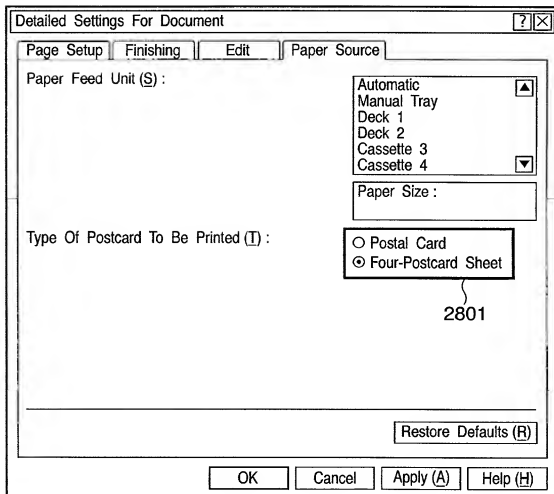 Detailed Settings For Document ? X
Page Setup Finishing Edit Paper Source
Paper Feed Unit (S) :
Automatic
Manual Tray
Deck 1
Deck 2
Cassette 3
Cassette 4
Paper Size :
Type Of Postcard To Be Printed (T) :
Postal Card
Four-Postcard Sheet
2801
Restore Defaults (R)
OK Cancel Apply (A) Help (H)